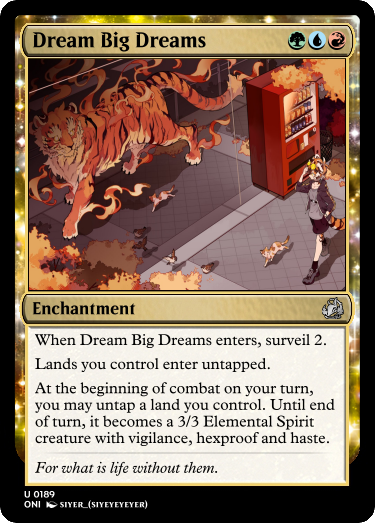 Dream Big Dreams
Enchantment
When Dream Big Dreams enters, surveil 2.
Lands you control enter untapped.
At the beginning of combat on your turn,
you may untap a land you control. Until end
of turn, it becomes a 3/3 Elemental Spirit
creature with vigilance, hexproof and haste.
For what is life without them.
U 0189
ONI SIYER_(SIYEYEYEYER)